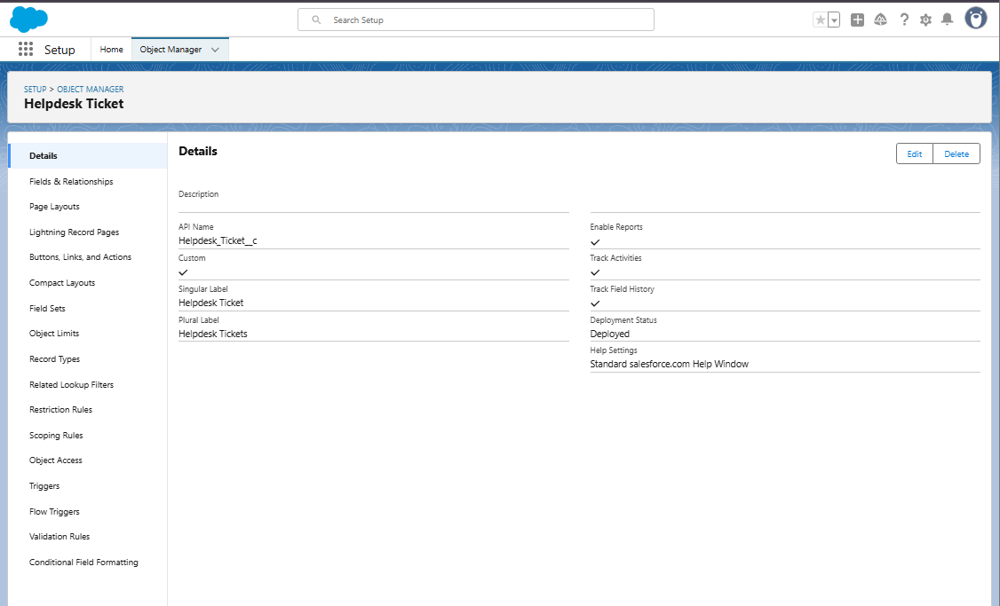 Search Setup
Setup
Home
Object Manager
SETUP > OBJECT MANAGER
Helpdesk Ticket
Details
Fields & Relationships
Page Layouts
Lightning Record Pages
Buttons, Links, and Actions
Compact Layouts
Field Sets
Object Limits
Record Types
Related Lookup Filters
Restriction Rules
Scoping Rules
Object Access
Triggers
Flow Triggers
Validation Rules
Conditional Field Formatting
Details
Edit
Delete
Description
API Name
Helpdesk_Ticket__c
Custom
Singular Label
Helpdesk Ticket
Plural Label
Helpdesk Tickets
Enable Reports
Track Activities
Track Field History
Deployment Status
Deployed
Help Settings
Standard salesforce.com Help Window